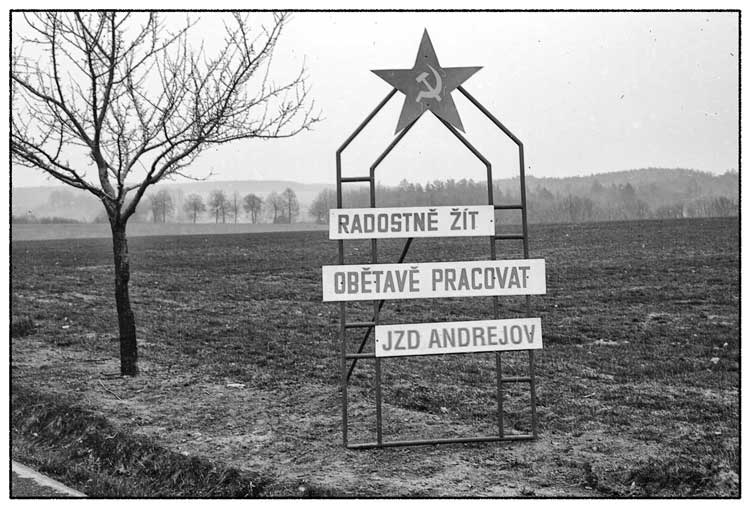 RADOSTNĚ ŽÍT
OBĚTAVĚ PRACOVAT
JZD ANDREJOV